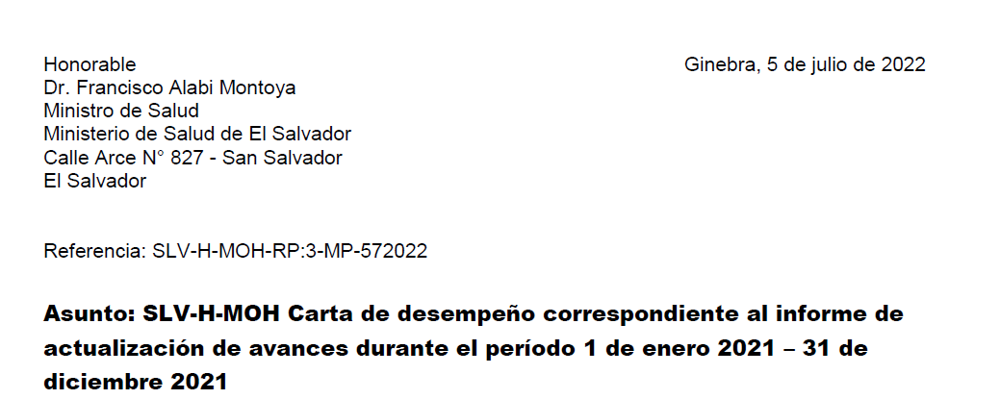 Honorable
Ginebra, 5 de julio de 2022
Dr. Francisco Alabi Montoya
Ministro de Salud
Ministerio de Salud de El Salvador
Calle Arce N° 827 - San Salvador
El Salvador
Referencia: SLV-H-MOH-RP:3-MP-572022
Asunto: SLV-H-MOH Carta de desempeño correspondiente al informe de
actualización de avances durante el período 1 de enero 2021 – 31 de
diciembre 2021